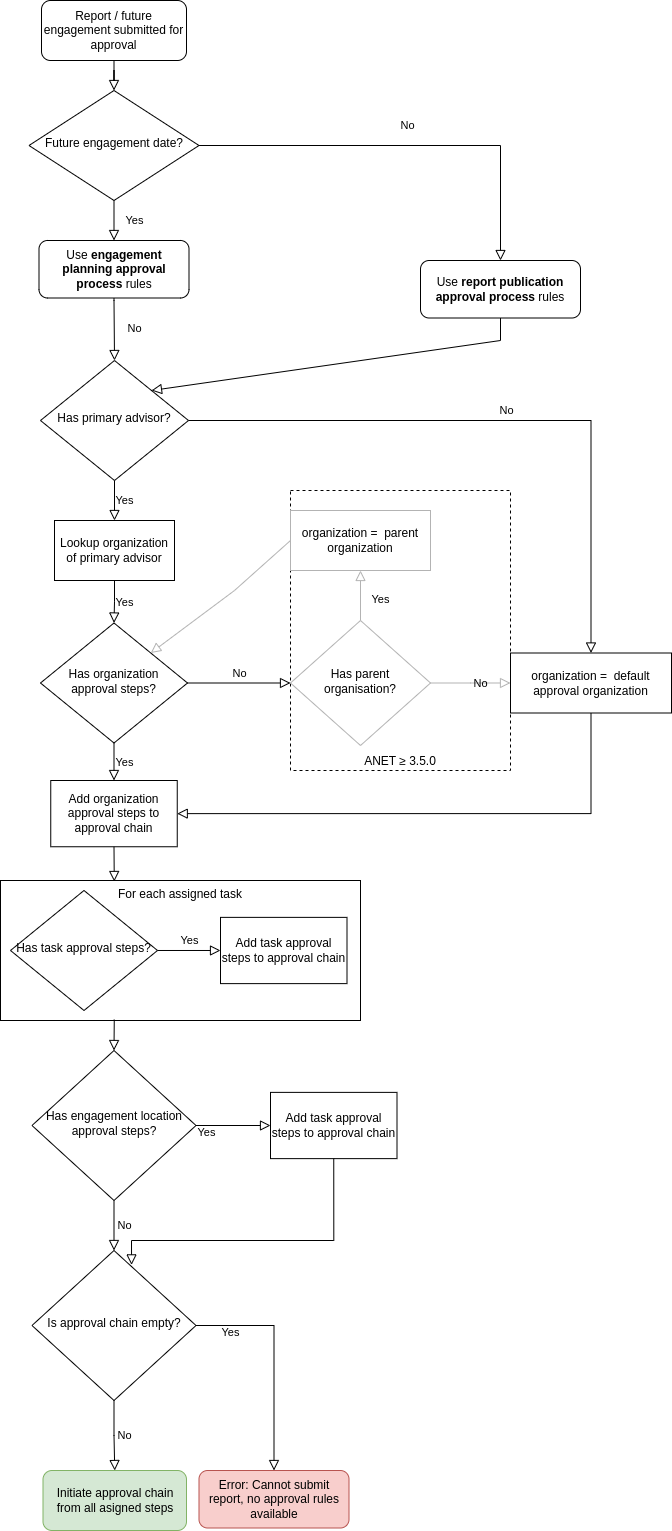 Report / future
engagement submitted for
approval
No
Future engagement date?
Yes
Use engagement
planning approval
process rules
Use report publication
approval process rules
No
Has primary advisor?
No
Yes
Lookup organization
of primary advisor
organization =  parent
organization
Yes
Yes
Has organization
approval steps?
No
Has parent
organisation?
No
organization =  default
approval organization
Yes
ANET ≥ 3.5.0
Add organization
approval steps to
approval chain
For each assigned task
Has task approval steps?
Yes
Add task approval
steps to approval chain
Has engagement location
approval steps?
Yes
Add task approval
steps to approval chain
No
Is approval chain empty?
Yes
No
Initiate approval chain
from all asigned steps
Error: Cannot submit
report, no approval rules
available